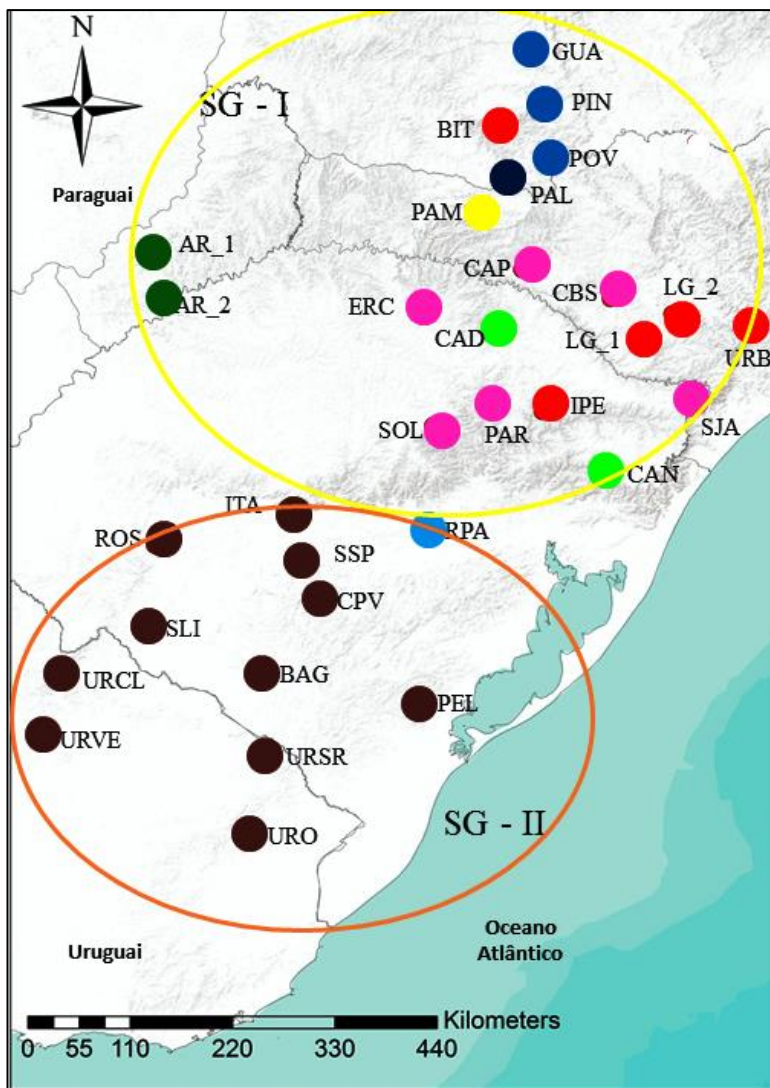 N
GUA
SG - I
PIN
BIT
POV
PAL
Paraguai
PAM
AR_1
CAP
CBS
LG_2
AR_2
ERC
CAD
LG_1
URB
IPE
PAR
SJA
SOL
CAN
ITA
ROS
RPA
SSP
CPV
SLI
URCL
BAG
PEL
URVE
URSR
SG - II
URO
Oceano
Atlântico
Uruguai
Kilometers
0 55 110 220 330 440